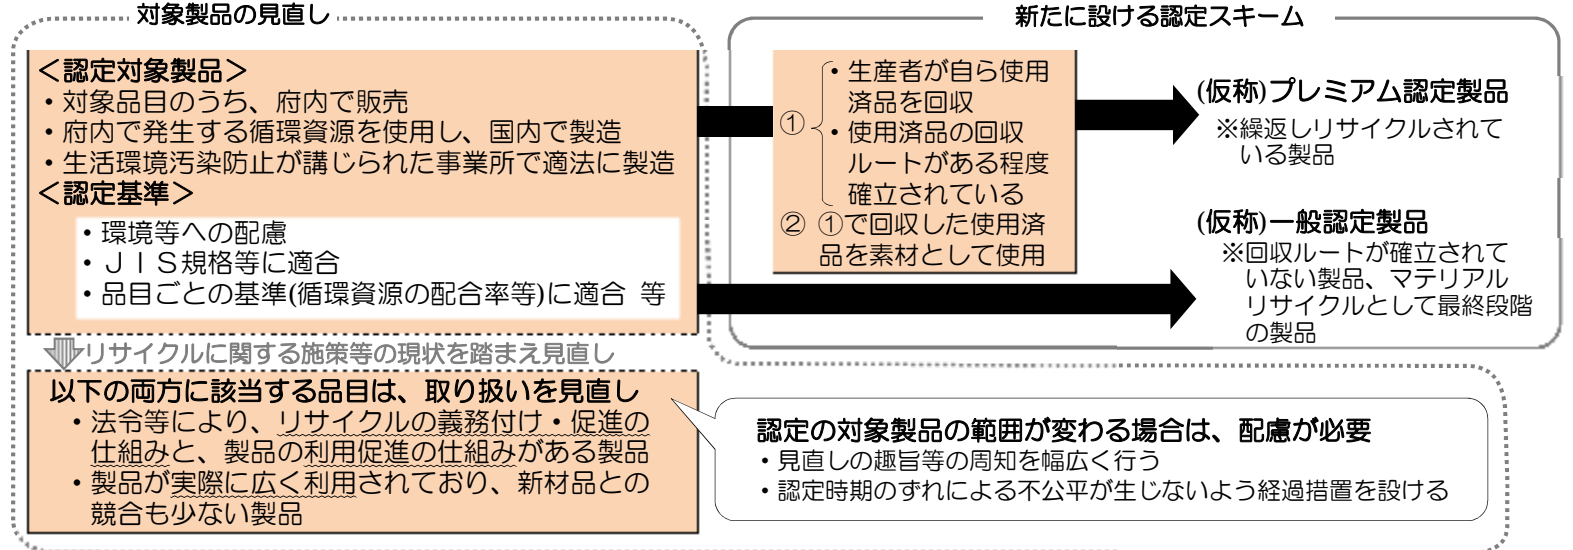 対象製品の見直し
<認定対象製品>
・対象品目のうち、府内で販売
・府内で発生する循環資源を使用し、国内で製造
・生活環境汚染防止が講じられた事業所で適法に製造
<認定基準>
・環境等への配慮
・ＪＩＳ規格等に適合
・品目ごとの基準(循環資源の配合率等)に適合 等
リサイクルに関する施策等の現状を踏まえ見直し
以下の両方に該当する品目は、取り扱いを見直し
・法令等により、リサイクルの義務付け・促進の
仕組みと、製品の利用促進の仕組みがある製品
・製品が実際に広く利用されており、新材品との
競合も少ない製品
新たに設ける認定スキーム
①
・生産者が自ら使用
済品を回収
・使用済品の回収
ルートがある程度
確立されている
② ①で回収した使用済
品を素材として使用
(仮称)プレミアム認定製品
※繰返しリサイクルされて
いる製品
(仮称)一般認定製品
※回収ルートが確立されて
いない製品、マテリアル
リサイクルとして最終段階
の製品
認定の対象製品の範囲が変わる場合は、配慮が必要
・見直しの趣旨等の周知を幅広く行う
・認定時期のずれによる不公平が生じないよう経過措置を設ける